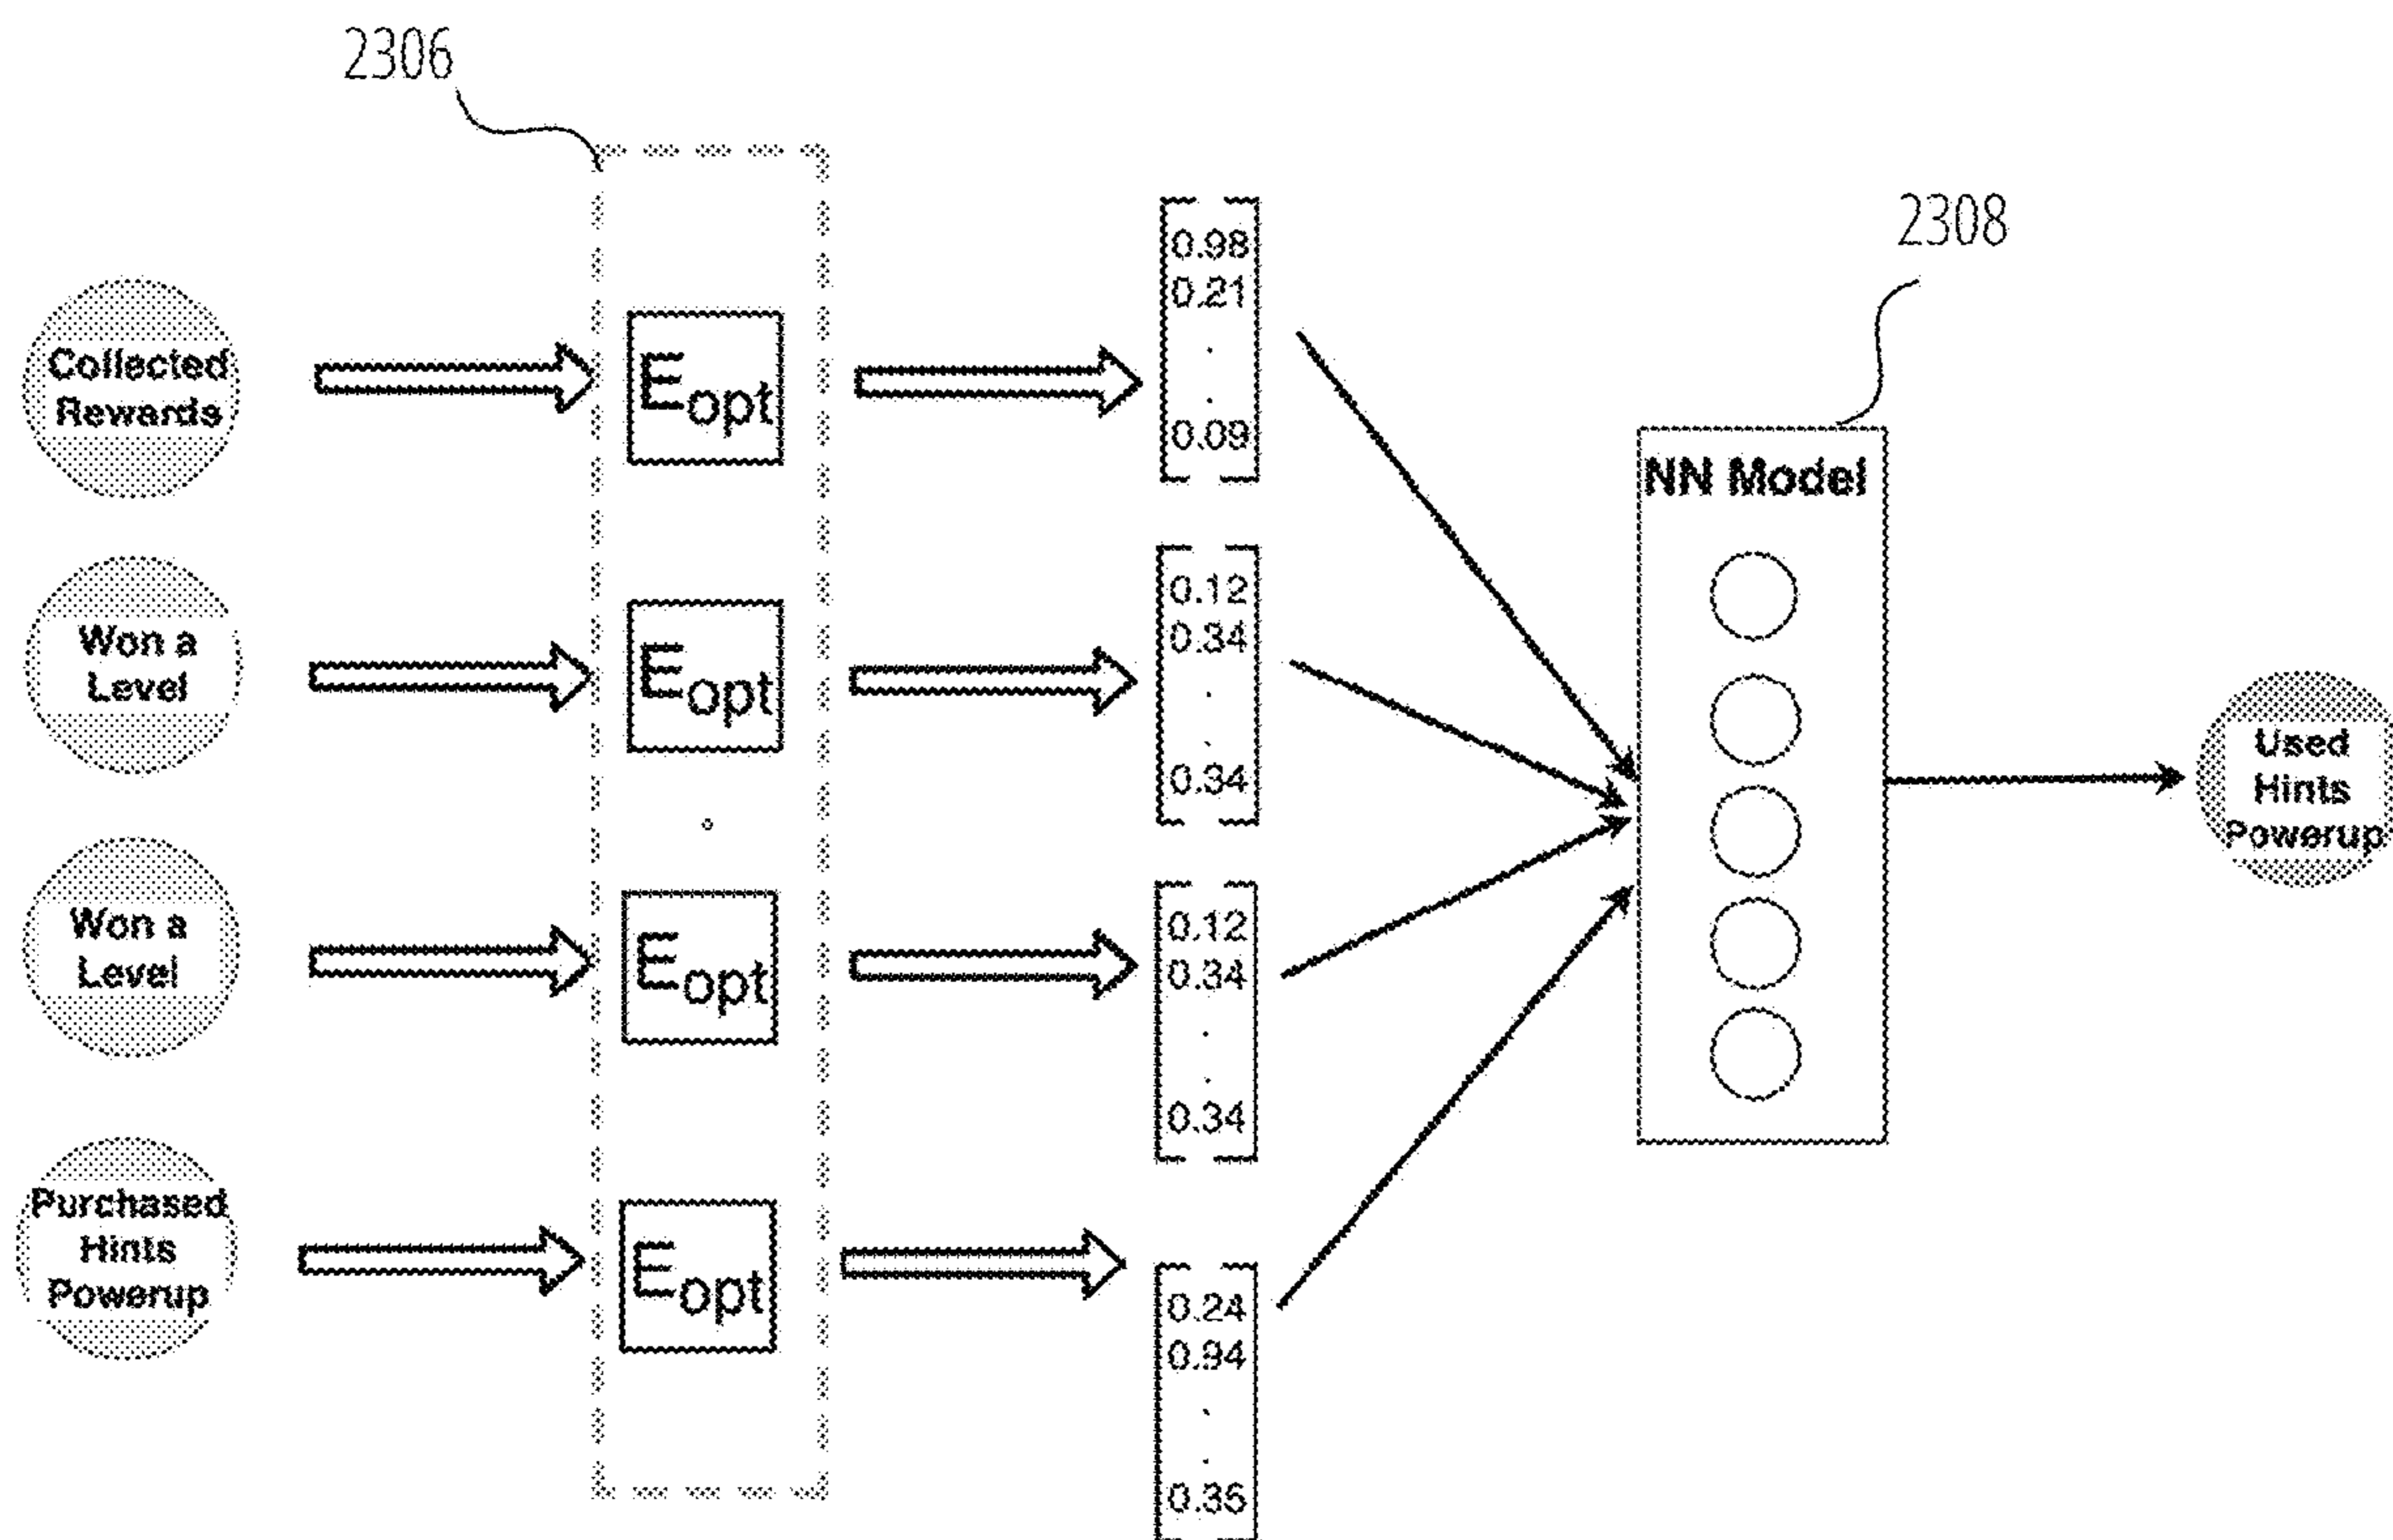 2306
2308
Collected
Rewards
Eopt
0.98
0.21
.
.
0.09
NN Model
Won a
Level
Eopt
0.12
0.34
.
.
0.34
Used
Hints
Powerup
Won a
Level
Eopt
0.12
0.34
.
.
0.34
Purchased
Hints
Powerup
Eopt
0.24
0.94
.
.
0.35